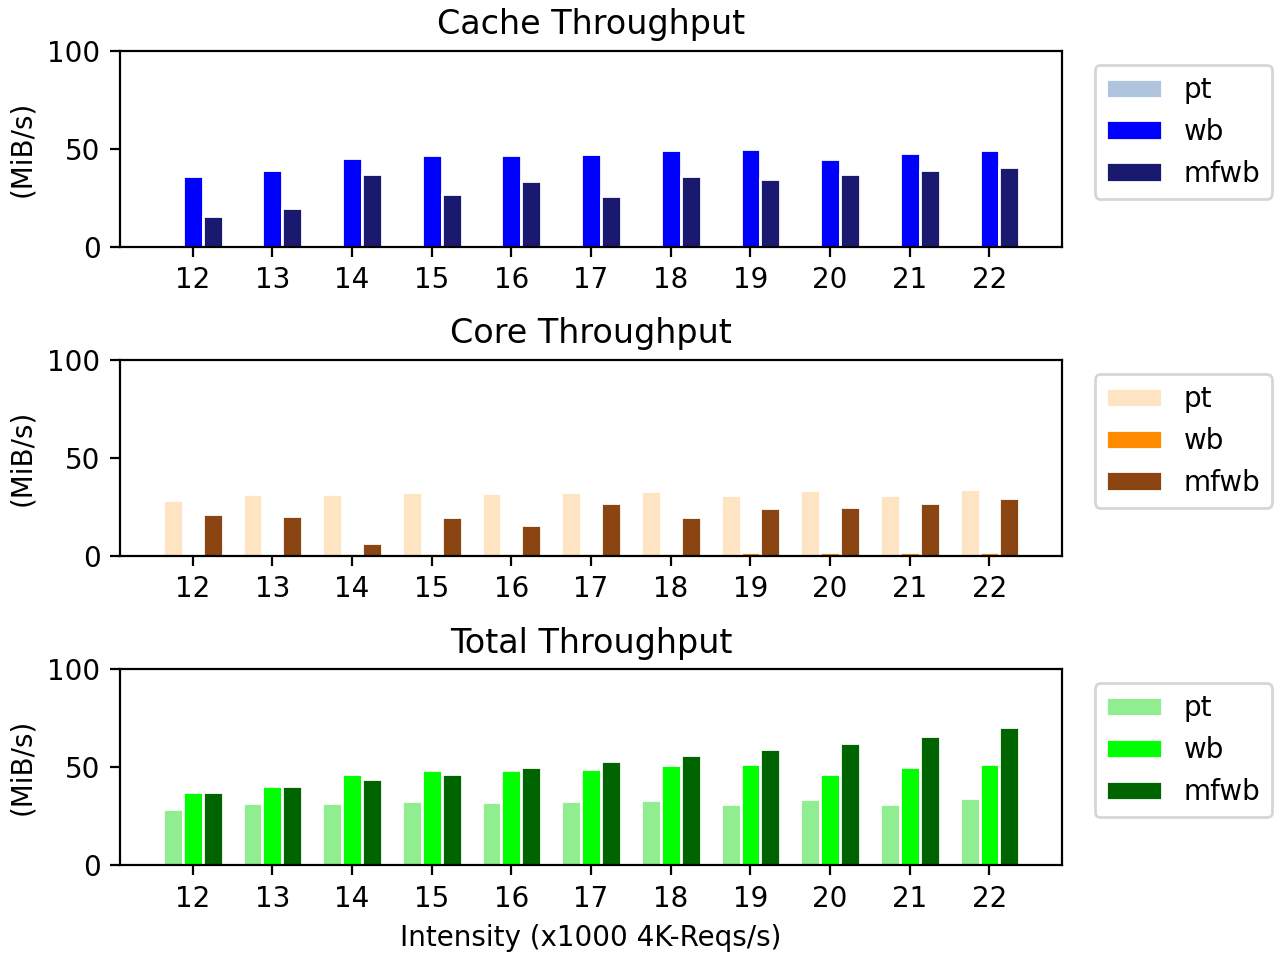 Cache Throughput
100
50
0
(MiB/s)
12 13 14 15 16 17 18 19 20 21 22
pt
wb
mfwb
Core Throughput
100
50
0
(MiB/s)
12 13 14 15 16 17 18 19 20 21 22
pt
wb
mfwb
Total Throughput
100
50
0
(MiB/s)
12 13 14 15 16 17 18 19 20 21 22
Intensity (x1000 4K-Reqs/s)
pt
wb
mfwb